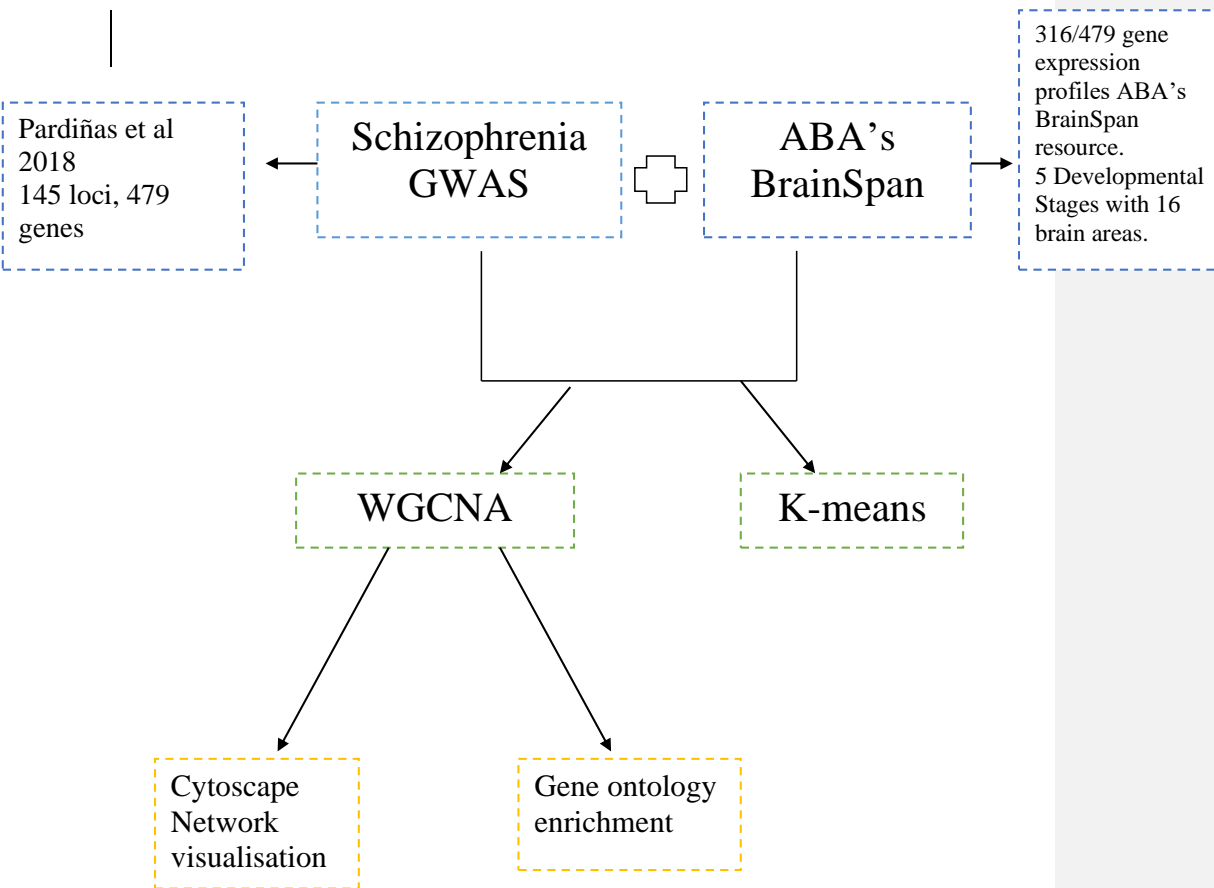 Pardiñas et al
2018
145 loci, 479
genes
Schizophrenia
GWAS
ABA’s
BrainSpan
316/479 gene
expression
profiles ABA’s
BrainSpan
resource.
5 Developmental
Stages with 16
brain areas.
WGCNA
K-means
Cytoscape
Network
visualisation
Gene ontology
enrichment